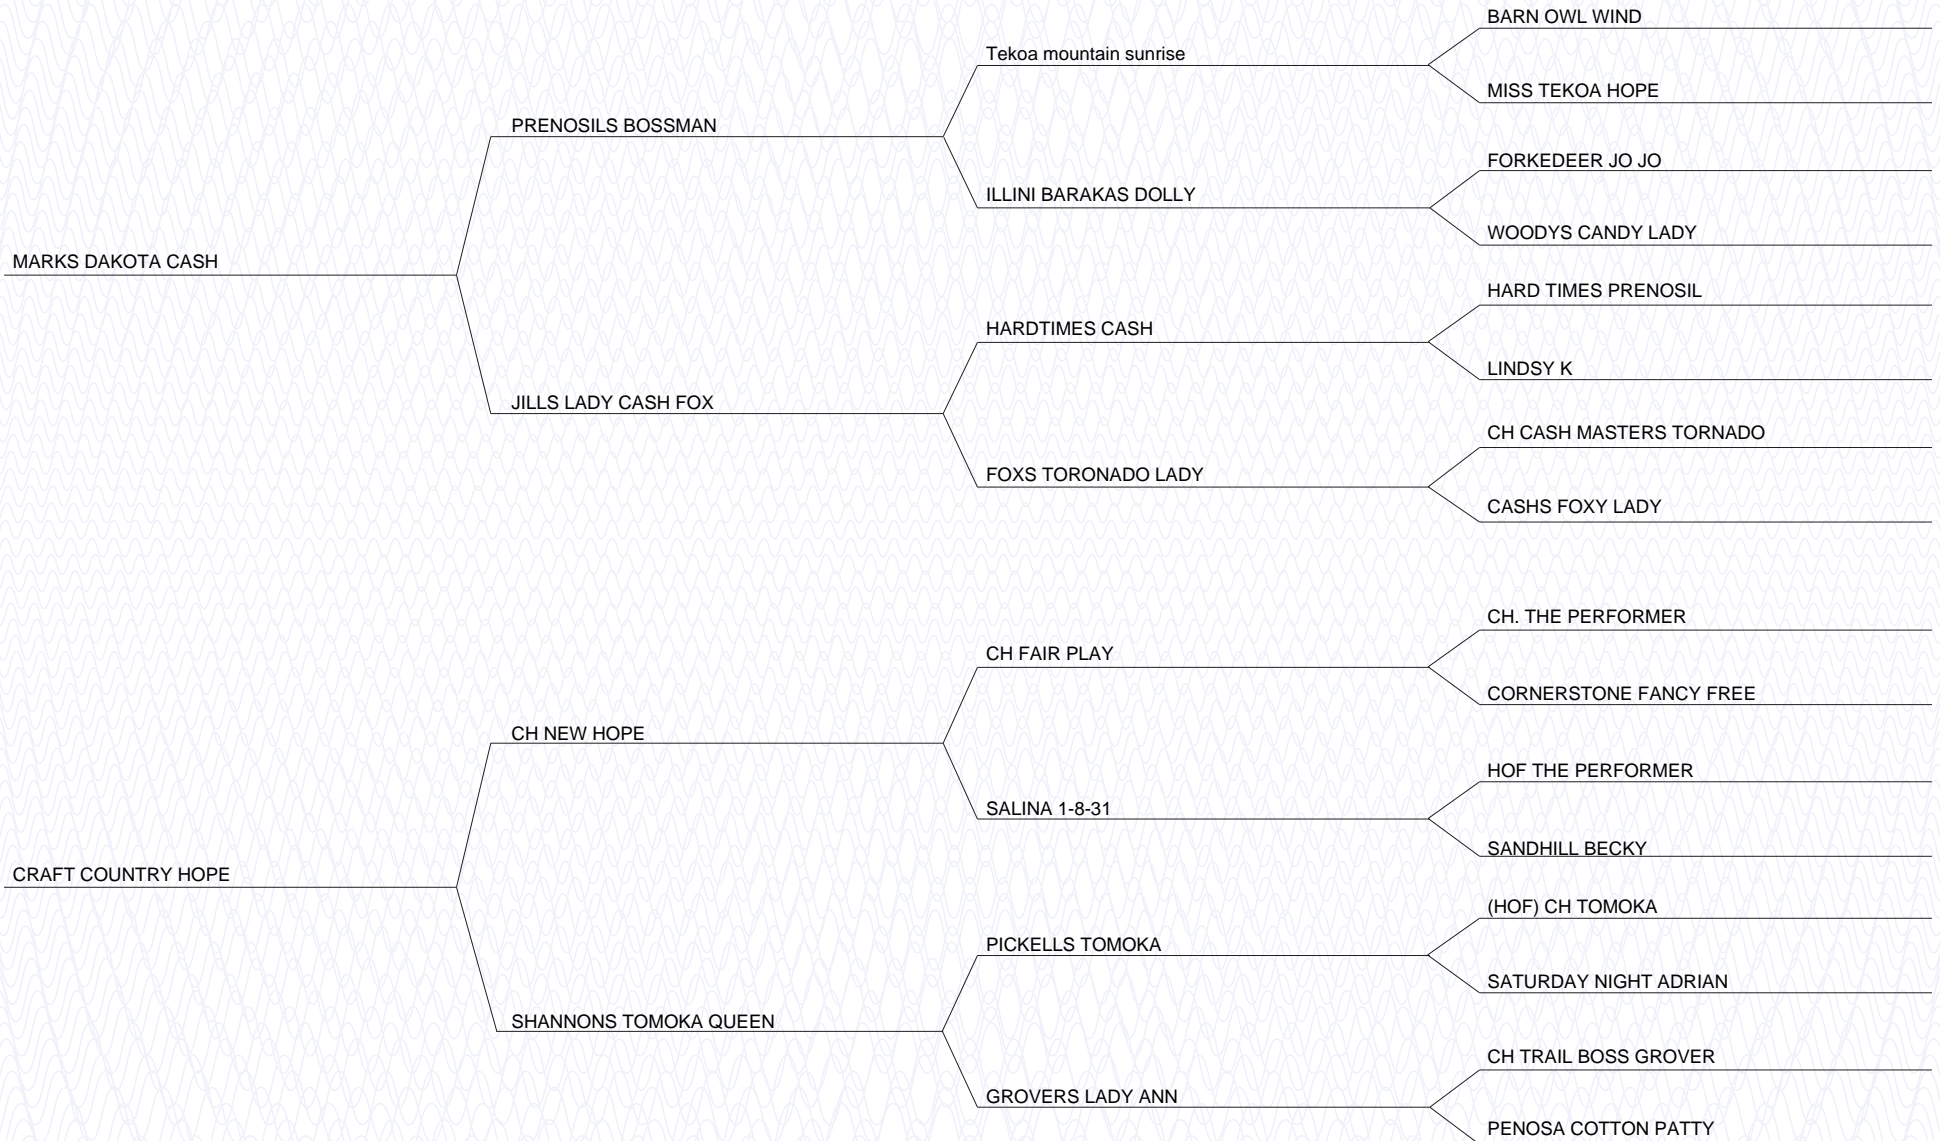 BARN OWL WIND
Tekoa mountain sunrise
MISS TEKOA HOPE
PRENOSILS BOSSMAN
FORKEDEER JO JO
ILLINI BARAKAS DOLLY
WOODYS CANDY LADY
MARKS DAKOTA CASH
HARD TIMES PRENOSIL
HARDTIMES CASH
LINDSY K
JILLS LADY CASH FOX
CH CASH MASTERS TORNADO
FOXS TORONADO LADY
CASHS FOXY LADY
CH. THE PERFORMER
CH FAIR PLAY
CORNERSTONE FANCY FREE
CH NEW HOPE
HOF THE PERFORMER
SALINA 1-8-31
SANDHILL BECKY
CRAFT COUNTRY HOPE
(HOF) CH TOMOKA
PICKELLS TOMOKA
SATURDAY NIGHT ADRIAN
SHANNONS TOMOKA QUEEN
CH TRAIL BOSS GROVER
GROVERS LADY ANN
PENOSA COTTON PATTY